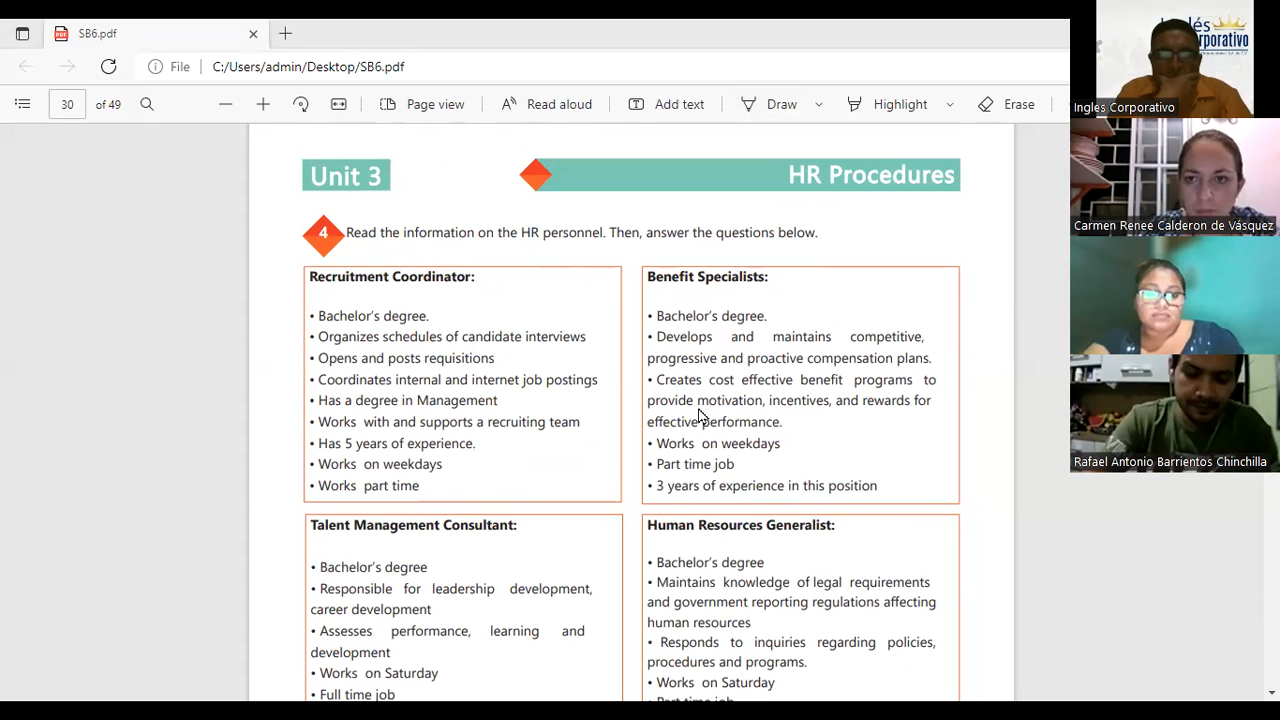 SB6.pdf
File
C:/Users/admin/Desktop/SB6.pdf
30 of 49
Page view
Read aloud
Add text
Draw
Highlight
Erase
Unit 3
HR Procedures
4 Read the information on the HR personnel. Then, answer the questions below.
Recruitment Coordinator:
• Bachelor's degree.
• Organizes schedules of candidate interviews
• Opens and posts requisitions
• Coordinates internal and internet job postings
• Has a degree in Management
• Works with and supports a recruiting team
• Has 5 years of experience.
• Works on weekdays
• Works part time
Benefit Specialists:
• Bachelor's degree.
• Develops and maintains competitive,
progressive and proactive compensation plans.
• Creates cost effective benefit programs to
provide motivation, incentives, and rewards for
effective performance.
• Works on weekdays
• Part time job
• 3 years of experience in this position
Talent Management Consultant:
• Bachelor's degree
• Responsible for leadership development,
career development
• Assesses performance, learning and
development
• Works on Saturday
• Full time job
Human Resources Generalist:
• Bachelor's degree
• Maintains knowledge of legal requirements
and government reporting regulations affecting
human resources
• Responds to inquiries regarding policies,
procedures and programs.
• Works on Saturday
• Part time job
Ingles Corporativo
Carmen Renee Calderon de Vásquez
Rafael Antonio Barrientos Chinchilla